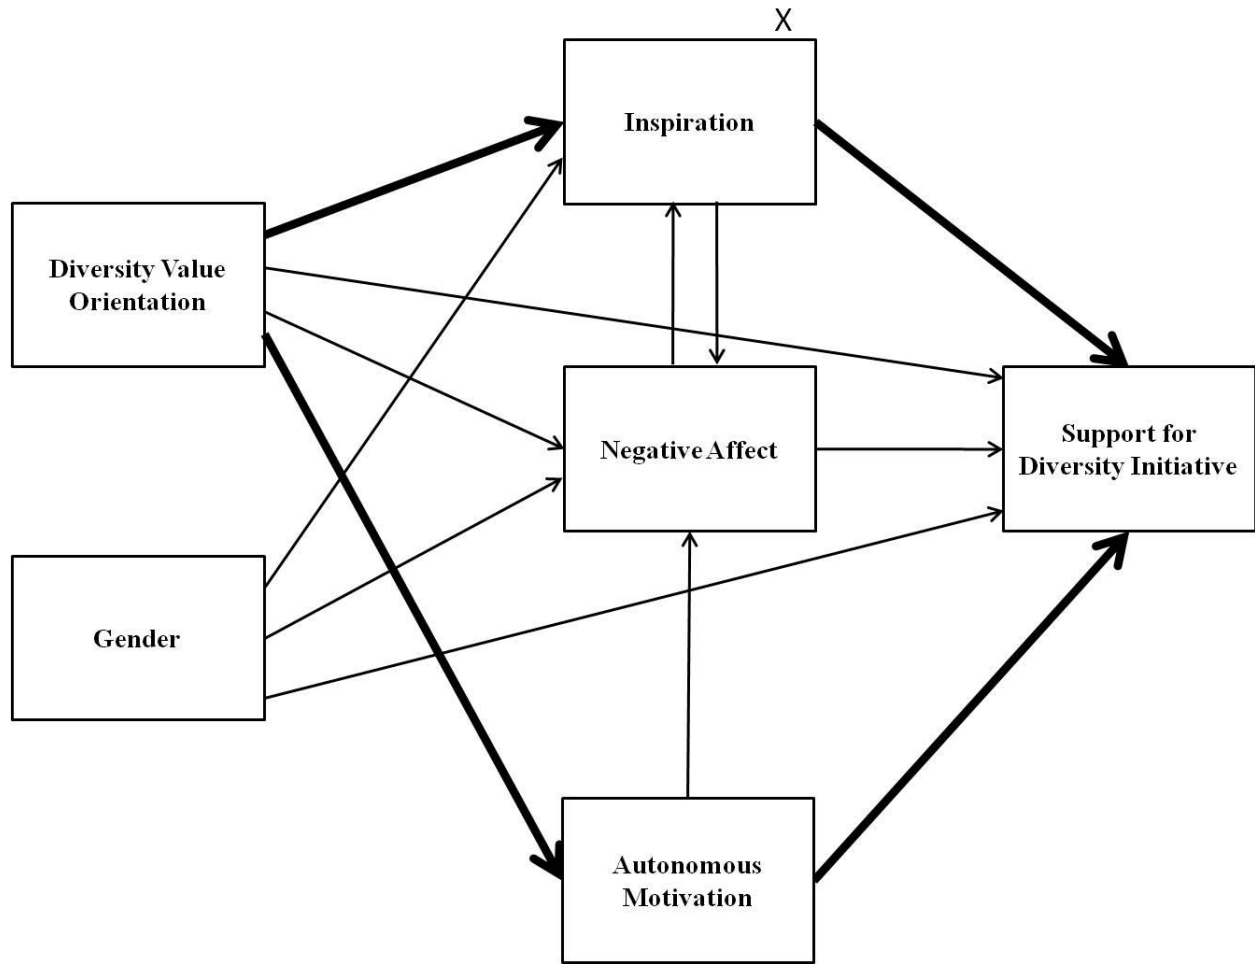 X
Inspiration
Diversity Value
Orientation
Negative Affect
Support for
Diversity Initiative
Gender
Autonomous
Motivation